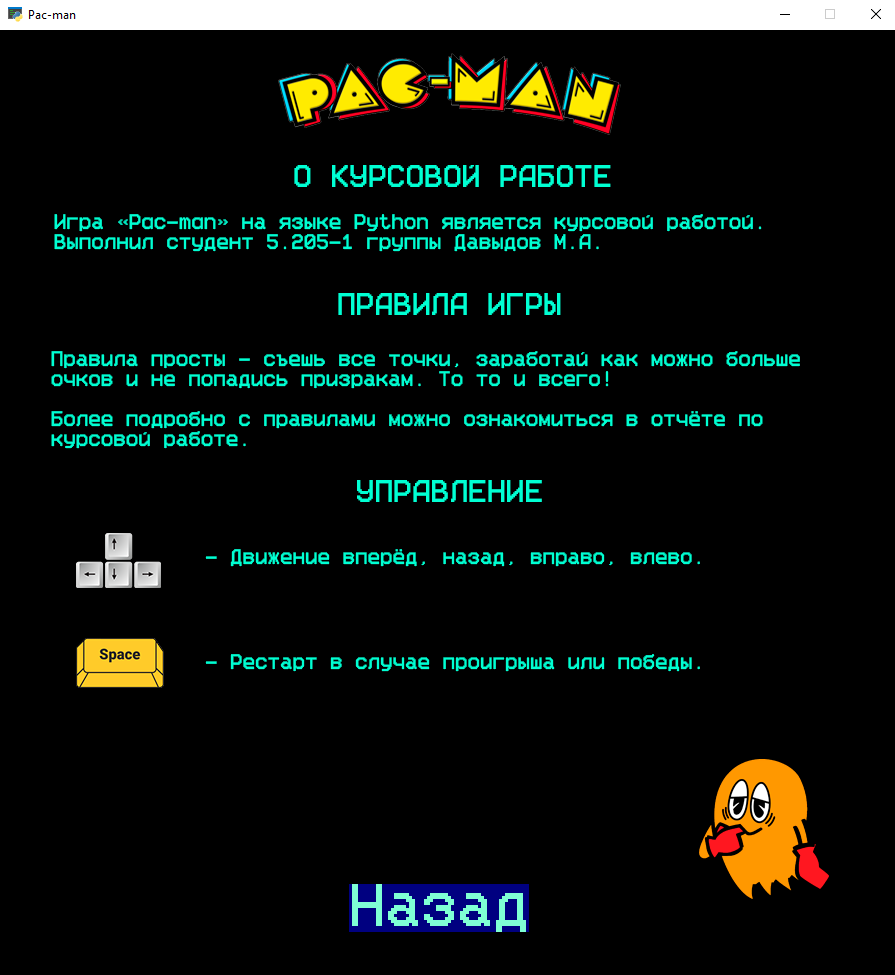 Pac-man
PAC-MAN
О КУРСОВОЙ РАБОТЕ
Игра «Pac-man» на языке Python является курсовой работой.
Выполнил студент 5.205-1 группы Давыдов М.А.
ПРАВИЛА ИГРЫ
Правила просты - съешь все точки, заработай как можно больше
очков и не попадись призракам. То то и всего!
Более подробно с правилами можно ознакомиться в отчёте по
курсовой работе.
УПРАВЛЕНИЕ
↑
← ↓ →
- Движение вперёд, назад, вправо, влево.
Space
- Рестарт в случае проигрыша или победы.
Назад